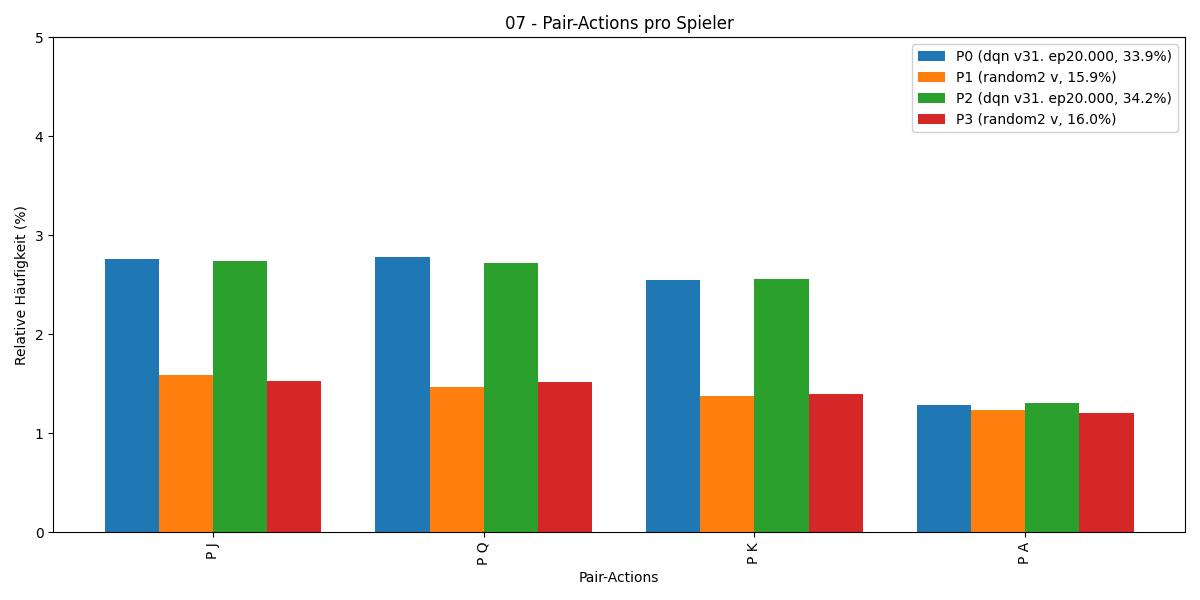 07 - Pair-Actions pro Spieler
P0 (dqn v31. ep20.000, 33.9%)
P1 (random2 v, 15.9%)
P2 (dqn v31. ep20.000, 34.2%)
P3 (random2 v, 16.0%)
Relative Häufigkeit (%)
5
4
3
2
1
0
P J
P Q
P K
P A
Pair-Actions